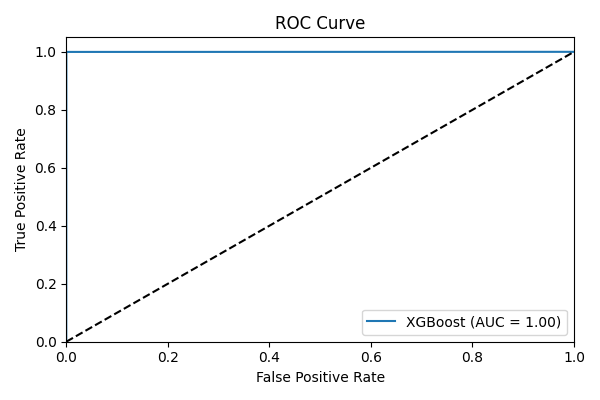 ROC Curve
1.0
0.8
0.6
0.4
0.2
0.0
True Positive Rate
XGBoost (AUC = 1.00)
0.0 0.2 0.4 0.6 0.8 1.0
False Positive Rate